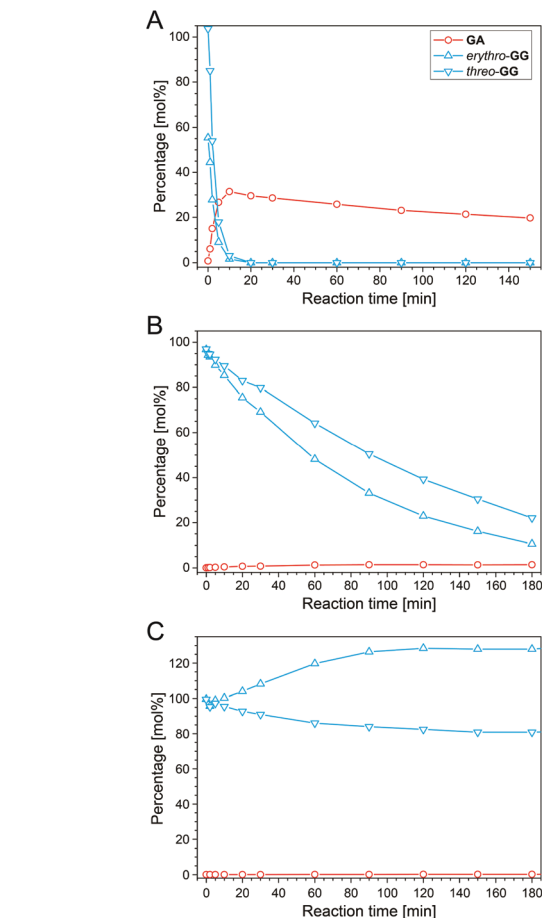 A
100
80
60
40
20
0
Percentage [mol%]
GA
erythro-GG
threo-GG
0 20 40 60 80 100 120 140
Reaction time [min]
B
100
80
60
40
20
0
Percentage [mol%]
0 20 40 60 80 100 120 140 160 180
Reaction time [min]
C
120
100
80
60
40
20
0
Percentage [mol%]
0 20 40 60 80 100 120 140 160 180
Reaction time [min]